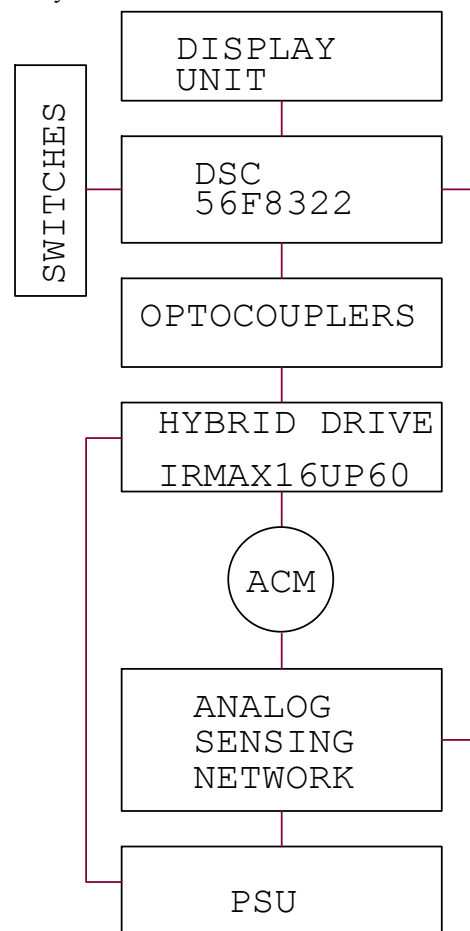 DISPLAY
UNIT
SWITCHES
DSC
56F8322
OPTOCOUPLERS
HYBRID DRIVE
IRMAX16UP60
ACM
ANALOG
SENSING
NETWORK
PSU